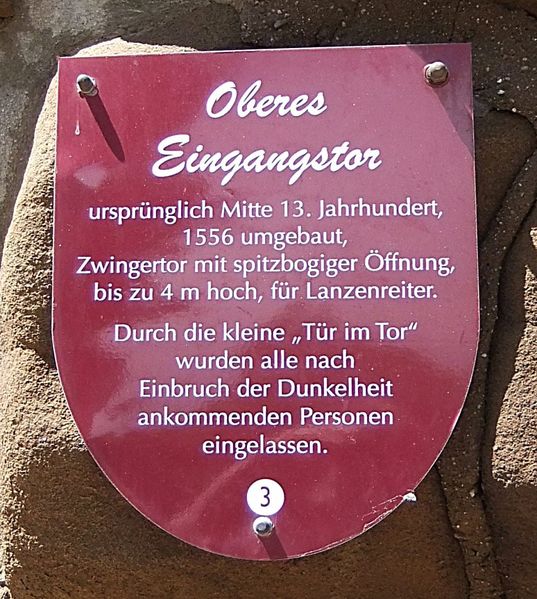 Oberes
Eingangstor
ursprünglich Mitte 13. Jahrhundert,
1556 umgebaut,
Zwingertor mit spitzbogiger Öffnung,
bis zu 4 m hoch, für Lanzenreiter.
Durch die kleine „Tür im Tor“
wurden alle nach
Einbruch der Dunkelheit
ankommenden Personen
eingelassen.
3